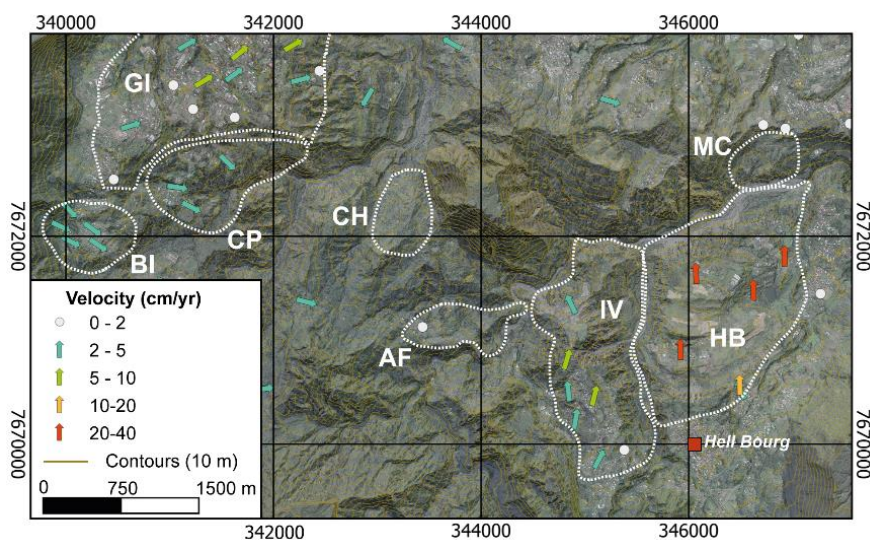 340000
342000
344000
346000
GI
MC
7672000
CH
CP
7672000
BI
IV
HB
AF
Velocity (cm/yr)
0 - 2
2 - 5
5 - 10
10-20
20-40
Contours (10 m)
0 750 1500 m
7670000
Hell Bourg
7670000
342000
344000
346000